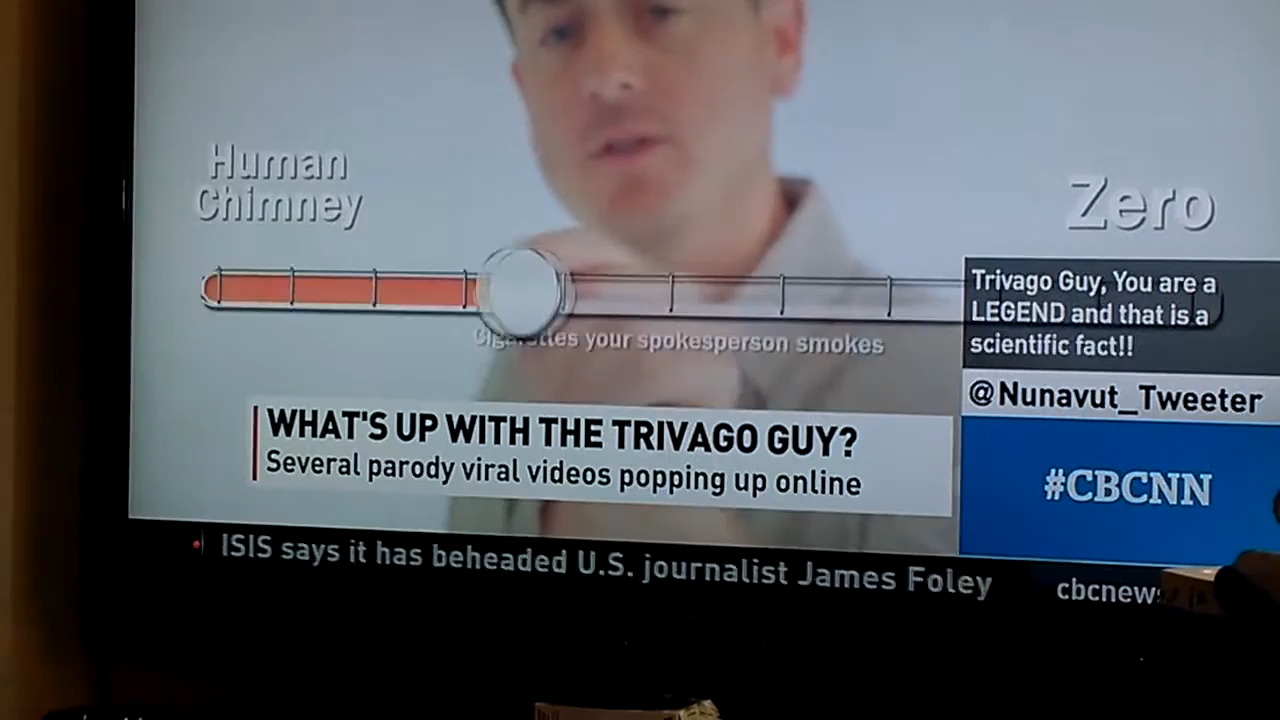 Human
Chimney
Zero
your spokesperson smokes
Trivago Guy, You are a
LEGEND and that is a
scientific fact!!
@Nunavut_Tweeter
#CBCNN
WHAT'S UP WITH THE TRIVAGO GUY?
Several parody viral videos popping up online
ISIS says it has beheaded U.S. journalist James Foley
cbcnews